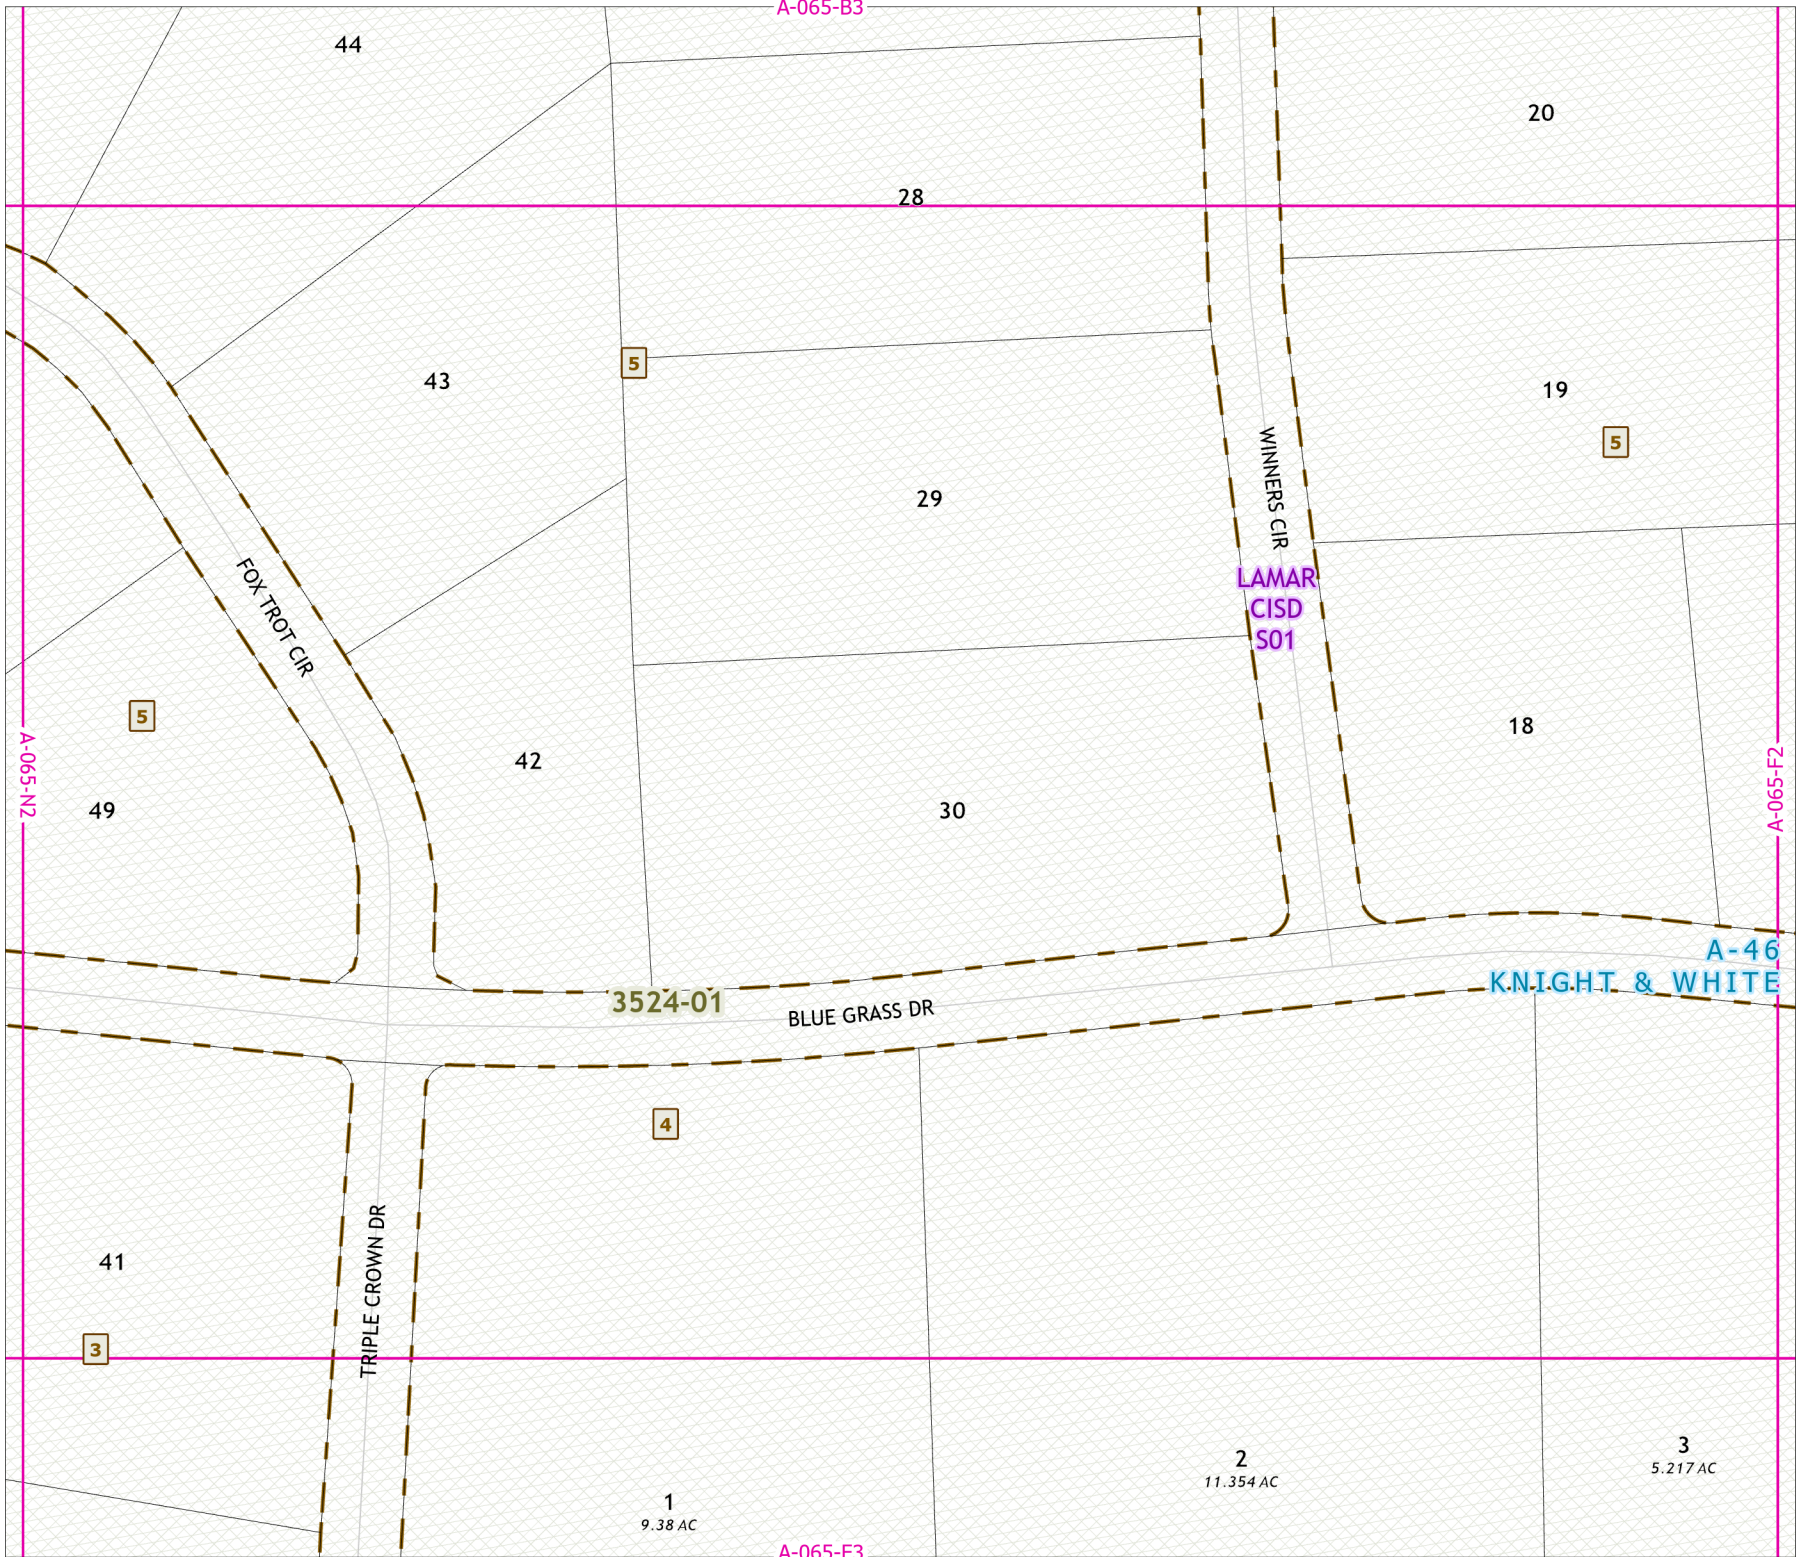 A-065-B3
44
20
28
5
43
19
5
29
WINNERS CIR
FOX TROT CIR
LAMAR
CISD
S01
5
18
A-065-N2
42
A-065-F2
49
30
A-46
KNIGHT & WHITE
3524-01
BLUE GRASS DR
4
41
TRIPLE CROWN DR
3
2
11.354 AC
3
5.217 AC
1
9.38 AC
A-065-E3